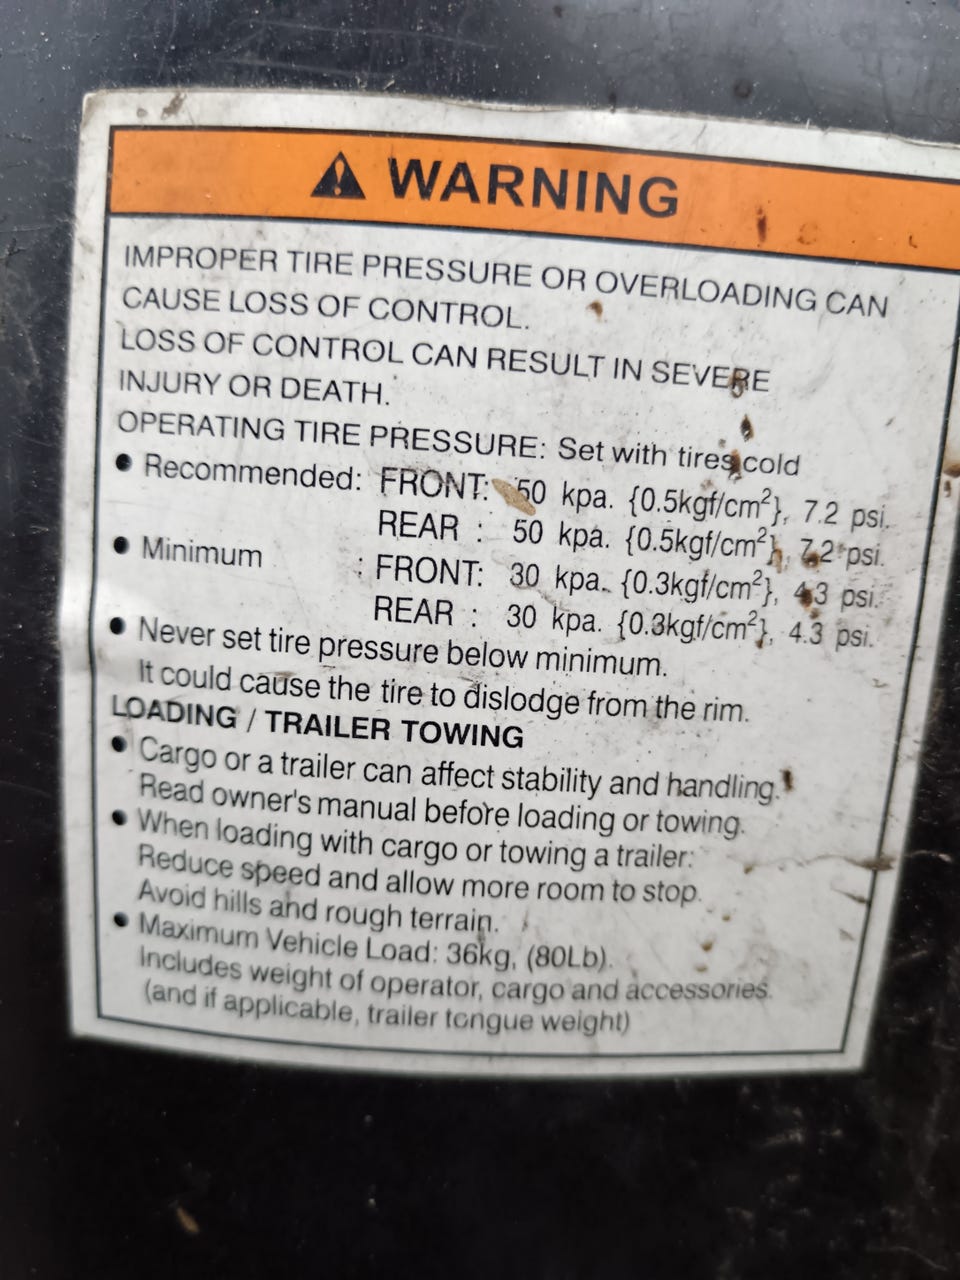 WARNING
IMPROPER TIRE PRESSURE OR OVERLOADING CAN
CAUSE LOSS OF CONTROL.
LOSS OF CONTROL CAN RESULT IN SEVERE
INJURY OR DEATH.
OPERATING TIRE PRESSURE: Set with tires cold
• Recommended: FRONT: 50 kpa. {0.5kgf/cm²}, 7.2 psi.
REAR : 50 kpa. {0.5kgf/cm²}, 7.2 psi.
• Minimum : FRONT: 30 kpa. {0.3kgf/cm²}, 4.3 psi.
REAR : 30 kpa. {0.3kgf/cm²}, 4.3 psi.
• Never set tire pressure below minimum.
It could cause the tire to dislodge from the rim.
LOADING / TRAILER TOWING
• Cargo or a trailer can affect stability and handling.
Read owner's manual before loading or towing.
• When loading with cargo or towing a trailer:
Reduce speed and allow more room to stop.
Avoid hills and rough terrain.
• Maximum Vehicle Load: 36kg, (80Lb).
Includes weight of operator, cargo and accessories.
(and if applicable, trailer tongue weight)